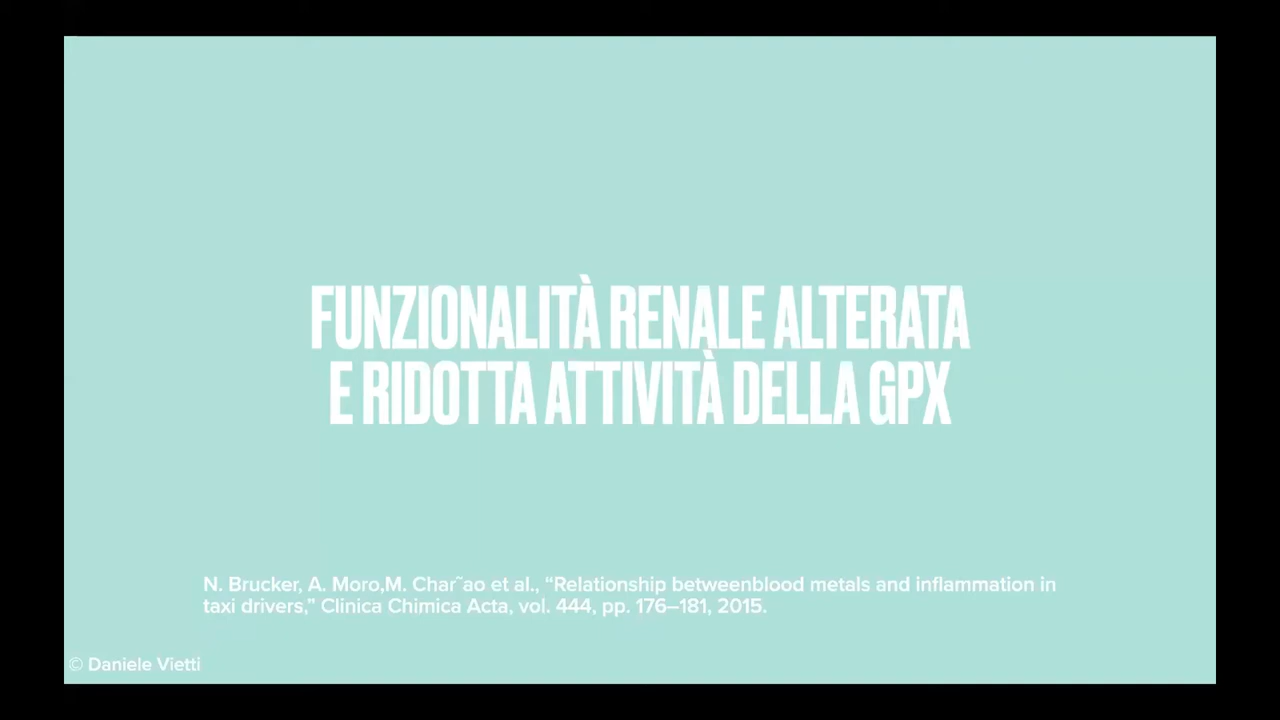 FUNZIONALITÀ RENALE ALTERATA
E RIDOTTA ATTIVITÀ DELLA GPX
N. Brucker, A. Moro,M. Char˜ao et al., “Relationship betweenblood metals and inflammation in
taxi drivers,” Clinica Chimica Acta, vol. 444, pp. 176–181, 2015.
© Daniele Vietti